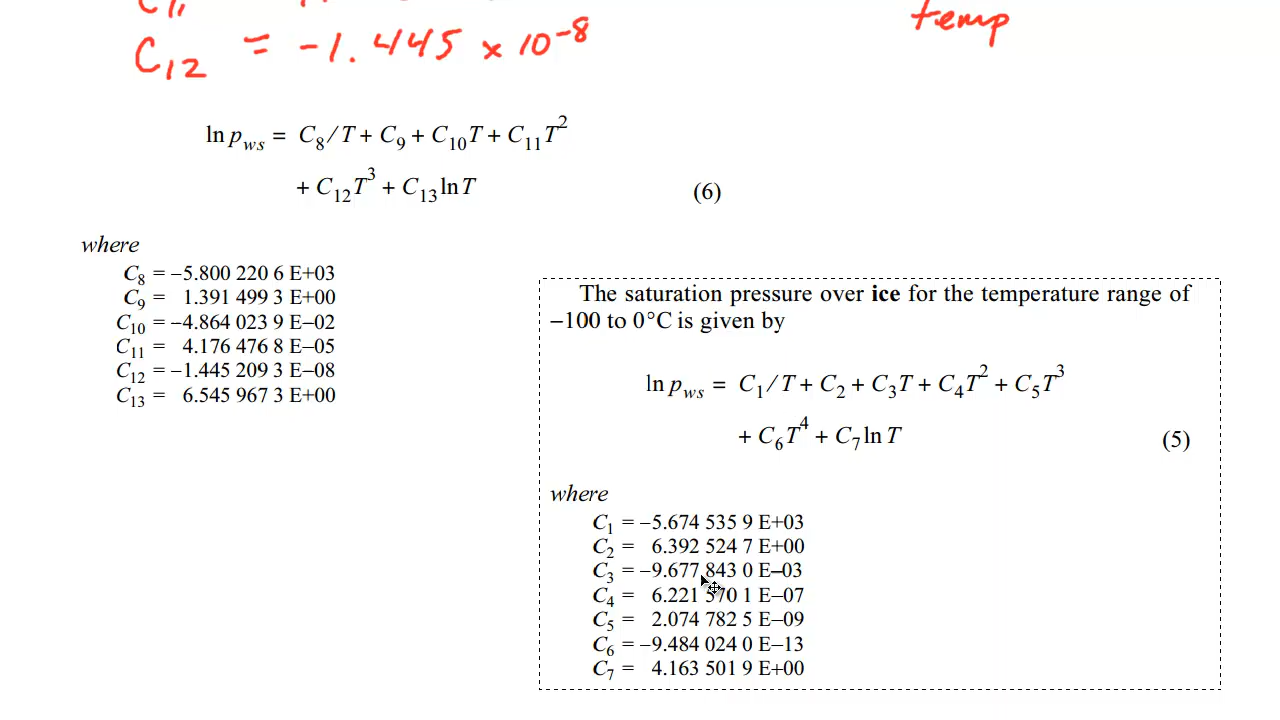 temp
C₁₂ = -1.445 × 10⁻⁸
ln p_ws = C₈/T + C₉ + C₁₀T + C₁₁T²
+ C₁₂T³ + C₁₃ ln T (6)
where
C₈ = –5.800 220 6 E+03
C₉ = 1.391 499 3 E+00
C₁₀ = –4.864 023 9 E–02
C₁₁ = 4.176 476 8 E–05
C₁₂ = –1.445 209 3 E–08
C₁₃ = 6.545 967 3 E+00
The saturation pressure over ice for the temperature range of
–100 to 0°C is given by
ln p_ws = C₁/T + C₂ + C₃T + C₄T² + C₅T³
+ C₆T⁴ + C₇ ln T (5)
where
C₁ = –5.674 535 9 E+03
C₂ = 6.392 524 7 E+00
C₃ = –9.677 843 0 E–03
C₄ = 6.221 570 1 E–07
C₅ = 2.074 782 5 E–09
C₆ = –9.484 024 0 E–13
C₇ = 4.163 501 9 E+00